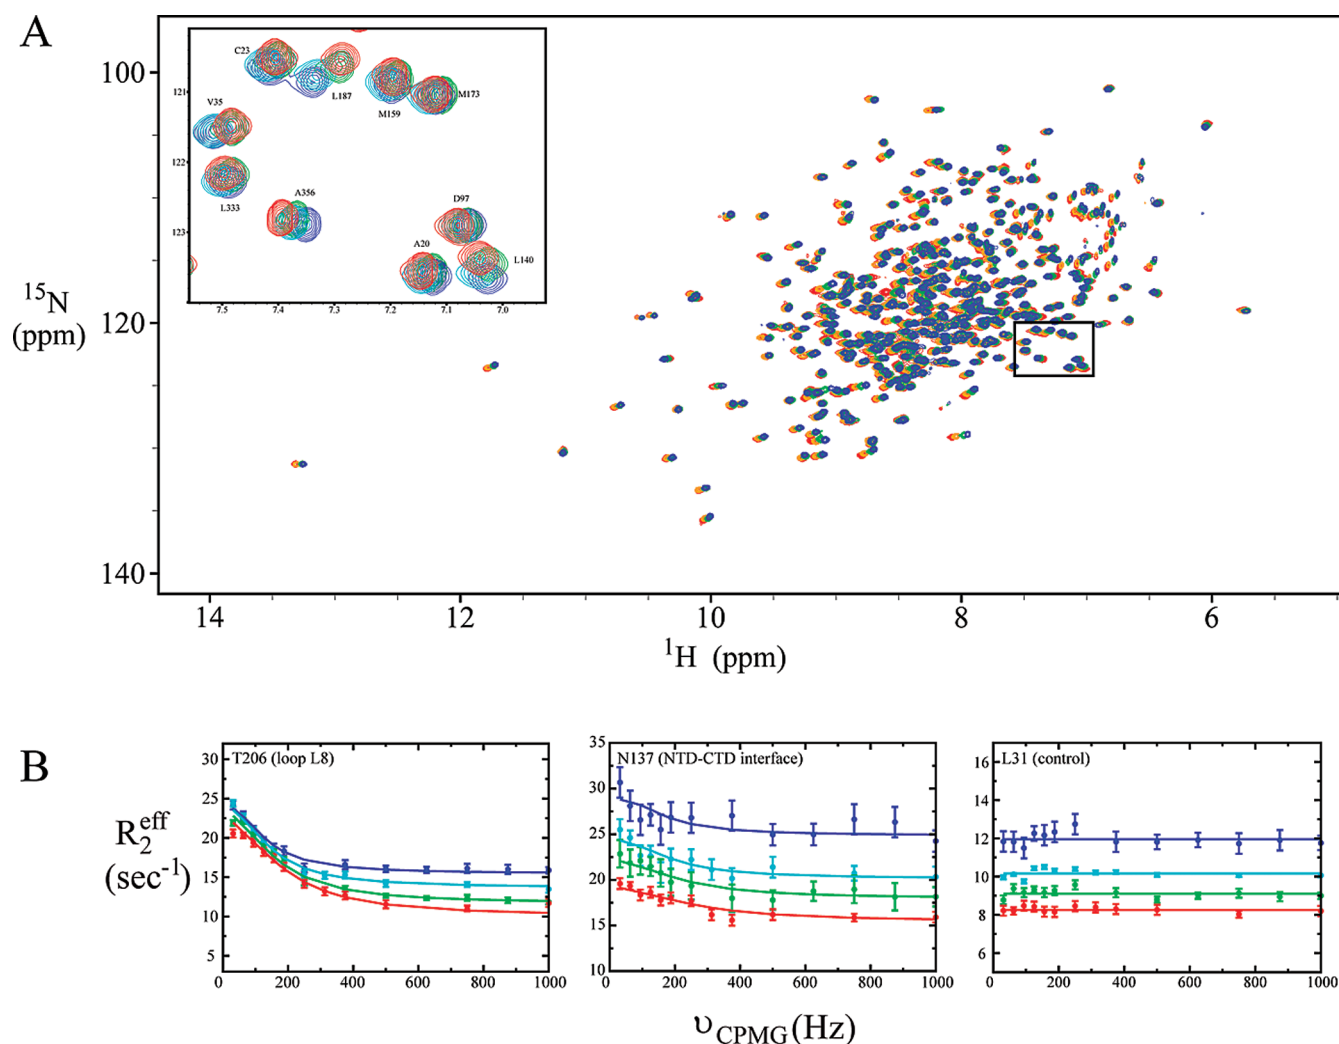 A
C23
L187
M159
M173
V35
L333
A356
D97
A20
L140
121
122
123
7.5
7.4
7.3
7.2
7.1
7.0
100
120
140
15N
(ppm)
14
12
10
8
6
1H (ppm)
B
R2eff
(sec-1)
T206 (loop L8)
30
25
20
15
10
5
0
200
400
600
800
1000
N137 (NTD-CTD interface)
35
30
25
20
15
10
0
200
400
600
800
1000
L31 (control)
16
14
12
10
8
6
0
200
400
600
800
1000
υCPMG(Hz)